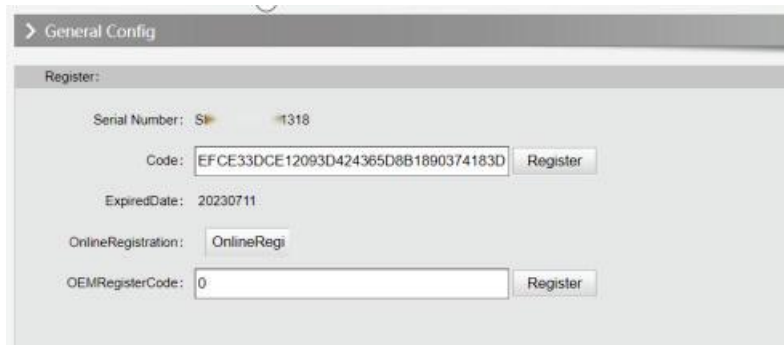 General Config
Register:
Serial Number: 1318
Code: EFCE33DCE12093D424365D8B1890374183D Register
ExpiredDate: 20230711
OnlineRegistration: OnlineRegi
OEMRegisterCode: 0 Register